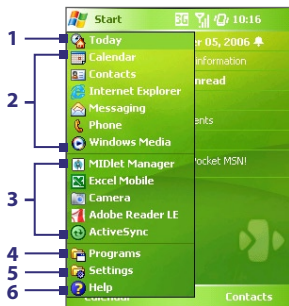 Start 10:16
1 Today
r 05, 2006
2
Calendar
information
Contacts
Internet Explorer
nread
Messaging
Phone
ents
Windows Media
3
MIDlet Manager
ocket MSN!
Excel Mobile
Camera
Adobe Reader LE
ActiveSync
4 Programs
5 Settings
6 Help
Calendar Contacts